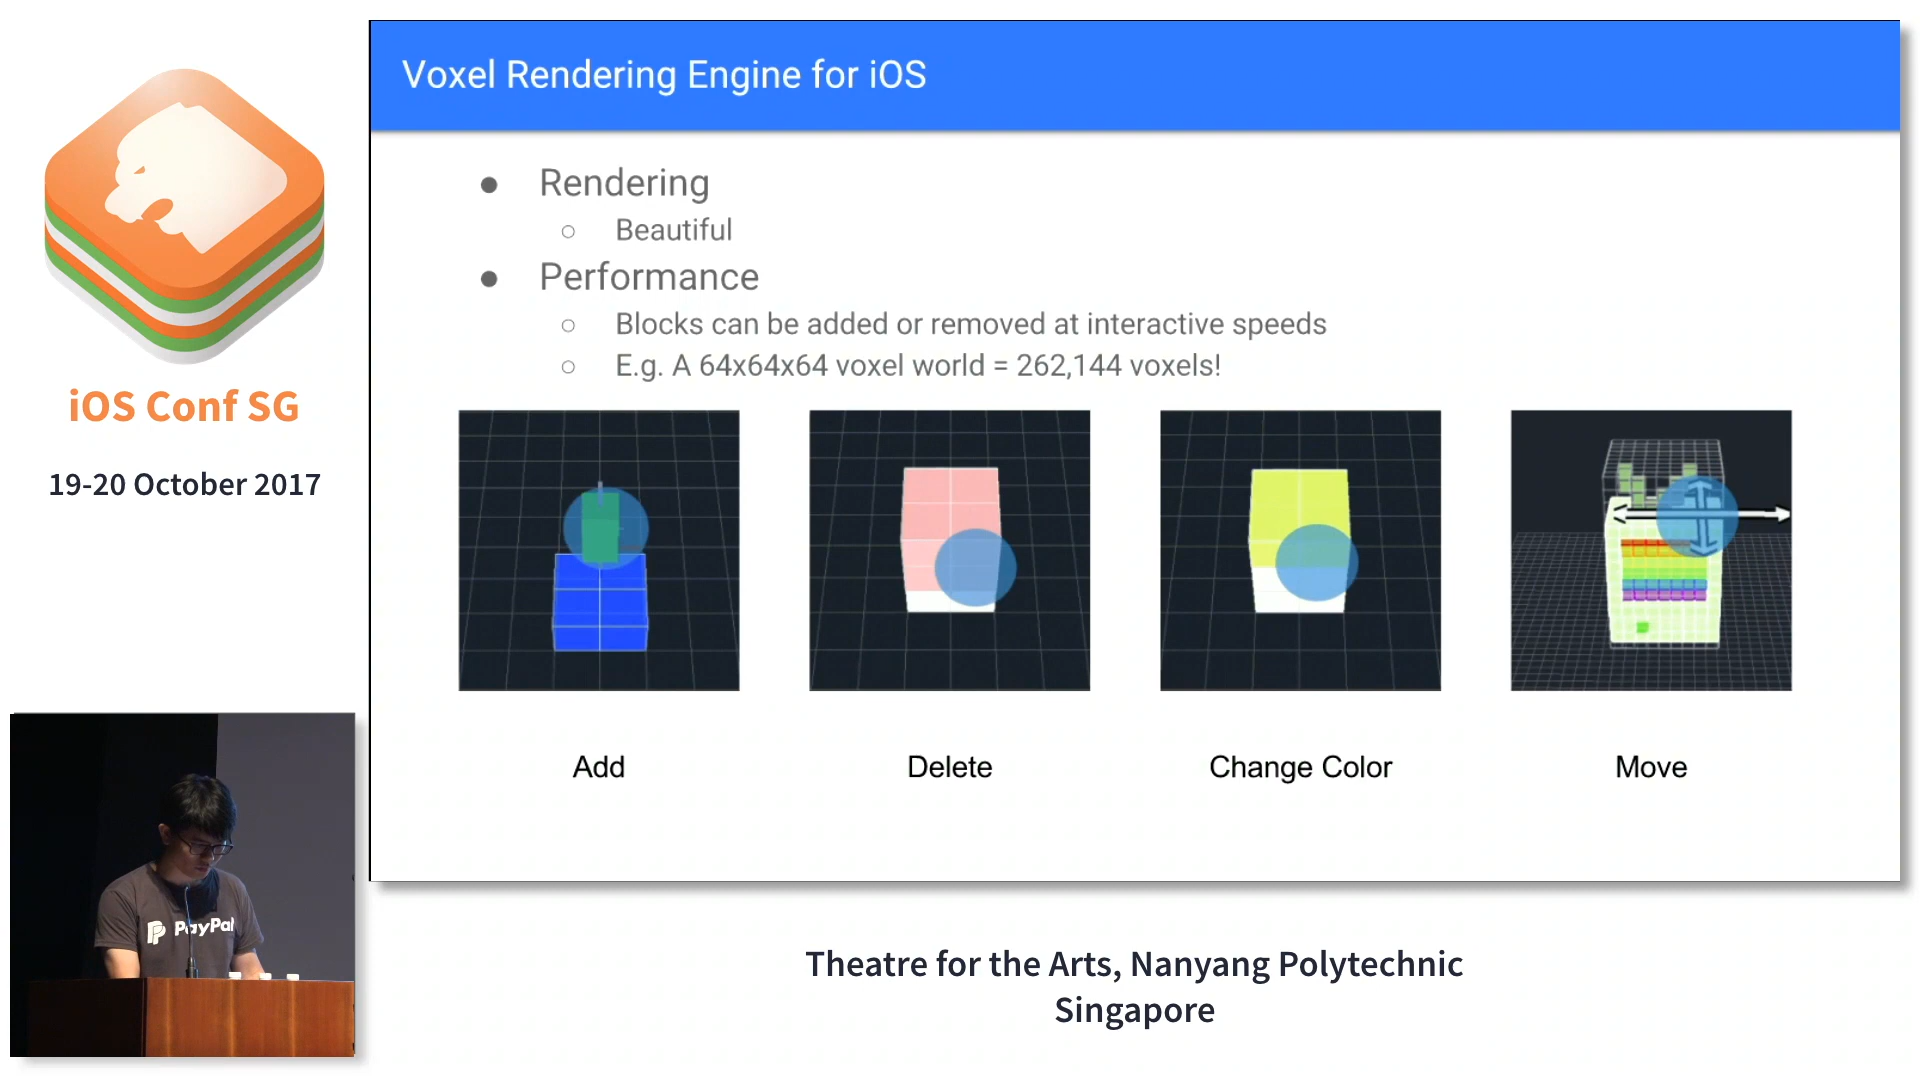 Voxel Rendering Engine for iOS
● Rendering
○ Beautiful
● Performance
○ Blocks can be added or removed at interactive speeds
○ E.g. A 64x64x64 voxel world = 262,144 voxels!
iOS Conf SG
19-20 October 2017
Add
Delete
Change Color
Move
PayPal
Theatre for the Arts, Nanyang Polytechnic
Singapore